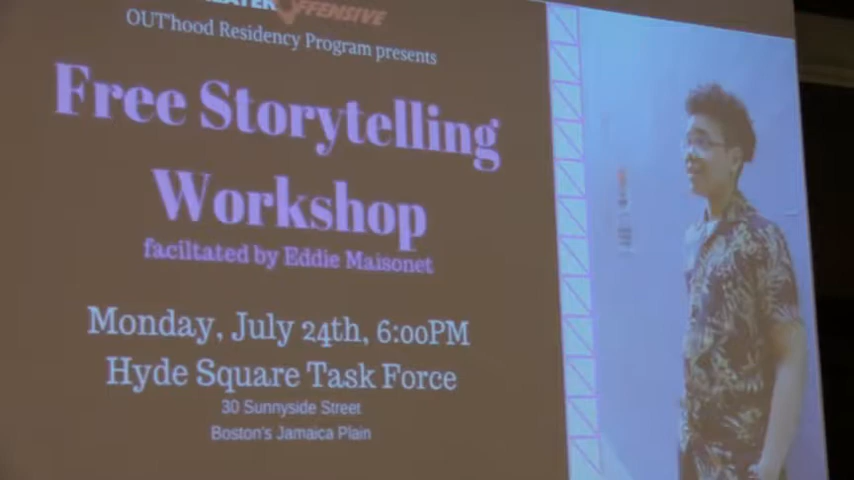 OFFENSIVE
OUT'hood Residency Program presents
Free Storytelling
Workshop
faciltated by Eddie Maisonet
Monday, July 24th, 6:00PM
Hyde Square Task Force
30 Sunnyside Street
Boston's Jamaica Plain